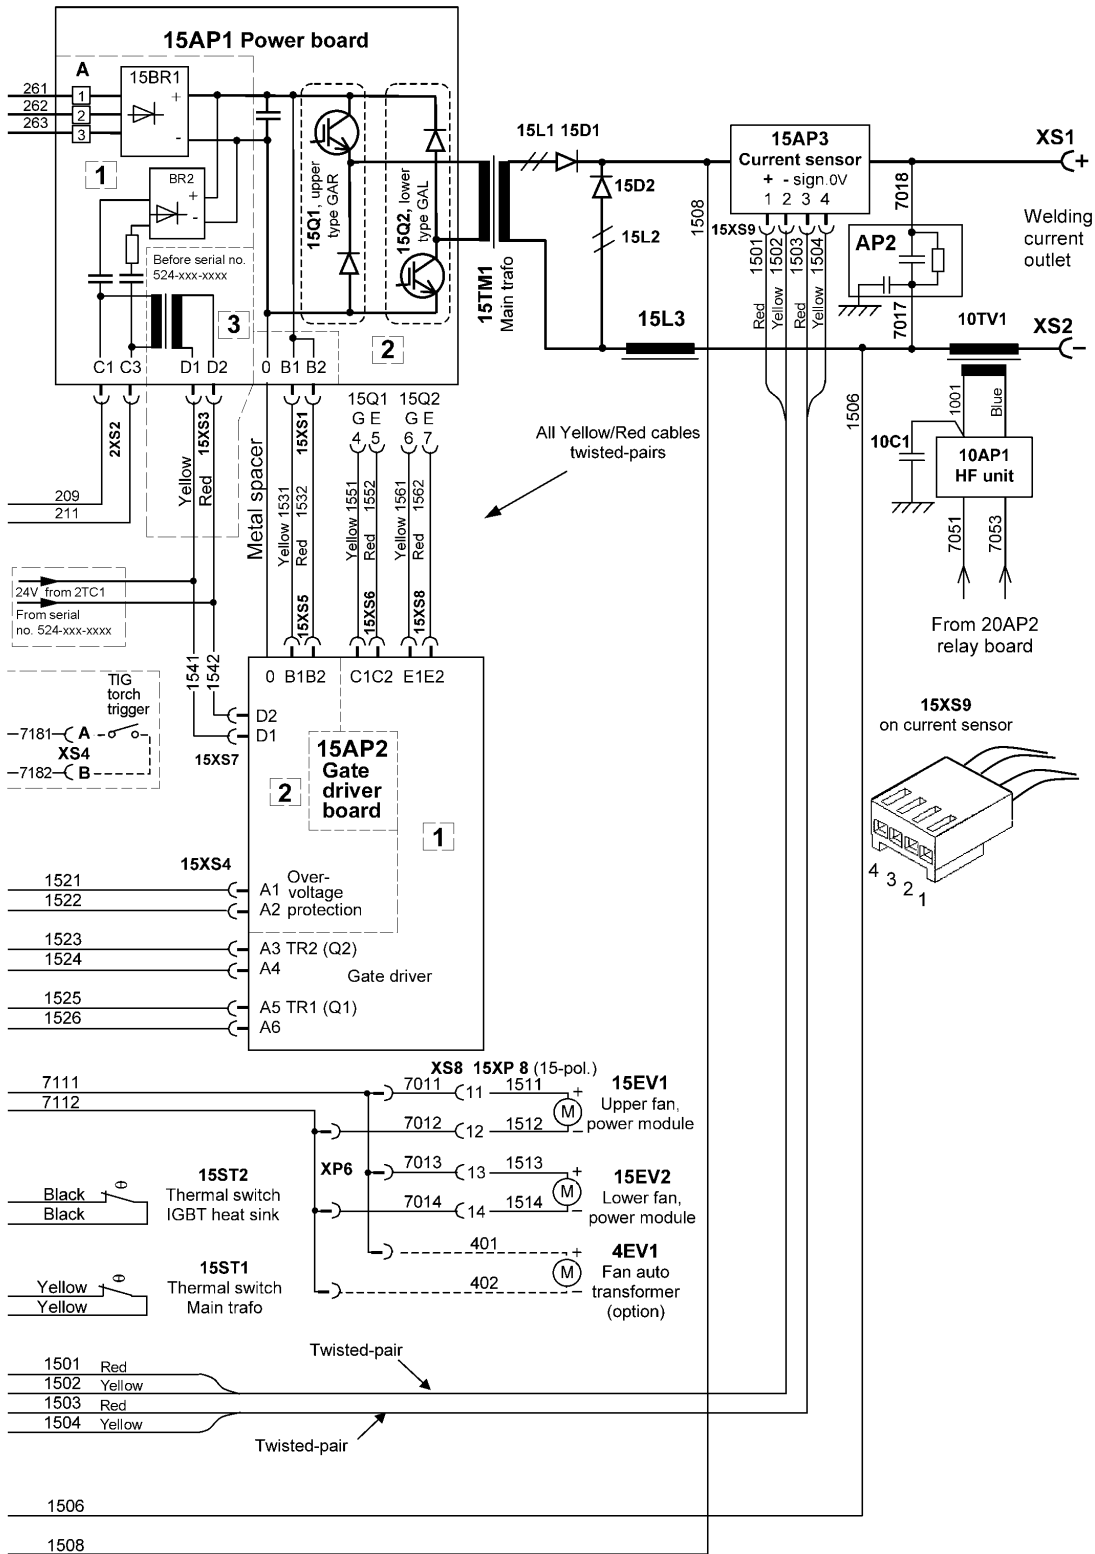 15AP1 Power board
A
15BR1
+
-
261
262
263
1
2
3
1
BR2
+
-
Before serial no.
524-xxx-xxxx
3
15Q1, upper
type GAR
15Q2, lower
type GAL
2
C1 C3
D1 D2
0 B1 B2
2XS2
15XS3
15XS1
Yellow
Red
Metal spacer
209
211
15Q1 15Q2
G E G E
4 5 6 7
Yellow 1531
Red 1532
Yellow 1551
Red 1552
Yellow 1561
Red 1562
15XS5
15XS6
15XS8
All Yellow/Red cables
twisted-pairs
15TM1
Main trafo
15L1 15D1
15D2
15L2
15L3
1508
15AP3
Current sensor
+ - sign.0V
1 2 3 4
15XS9
1501
1502
1503
1504
Red
Yellow
Red
Yellow
XS1
+
7018
Welding
current
outlet
AP2
7017
10TV1
XS2
-
1506
1001
Blue
10C1
10AP1
HF unit
7051
7053
From 20AP2
relay board
24V from 2TC1
From serial
no. 524-xxx-xxxx
1541
1542
TIG
torch
trigger
7181
A
XS4
7182
B
0 B1B2 C1C2 E1E2
D2
D1
15XS7
15AP2
Gate
driver
board
2
1
15XS9
on current sensor
4
3
2
1
15XS4
1521
A1
1522
A2
Over-
voltage
protection
1523
A3 TR2 (Q2)
1524
A4
Gate driver
1525
A5 TR1 (Q1)
1526
A6
XS8 15XP 8 (15-pol.)
7111
7112
7011 11 1511
+
M
7012 12 1512
-
15EV1
Upper fan,
power module
XP6
7013 13 1513
+
M
7014 14 1514
-
15EV2
Lower fan,
power module
401
+
M
402
-
4EV1
Fan auto
transformer
(option)
15ST2
Black
Thermal switch
Black
IGBT heat sink
15ST1
Yellow
Thermal switch
Yellow
Main trafo
Twisted-pair
1501 Red
1502 Yellow
1503 Red
1504 Yellow
Twisted-pair
1506
1508